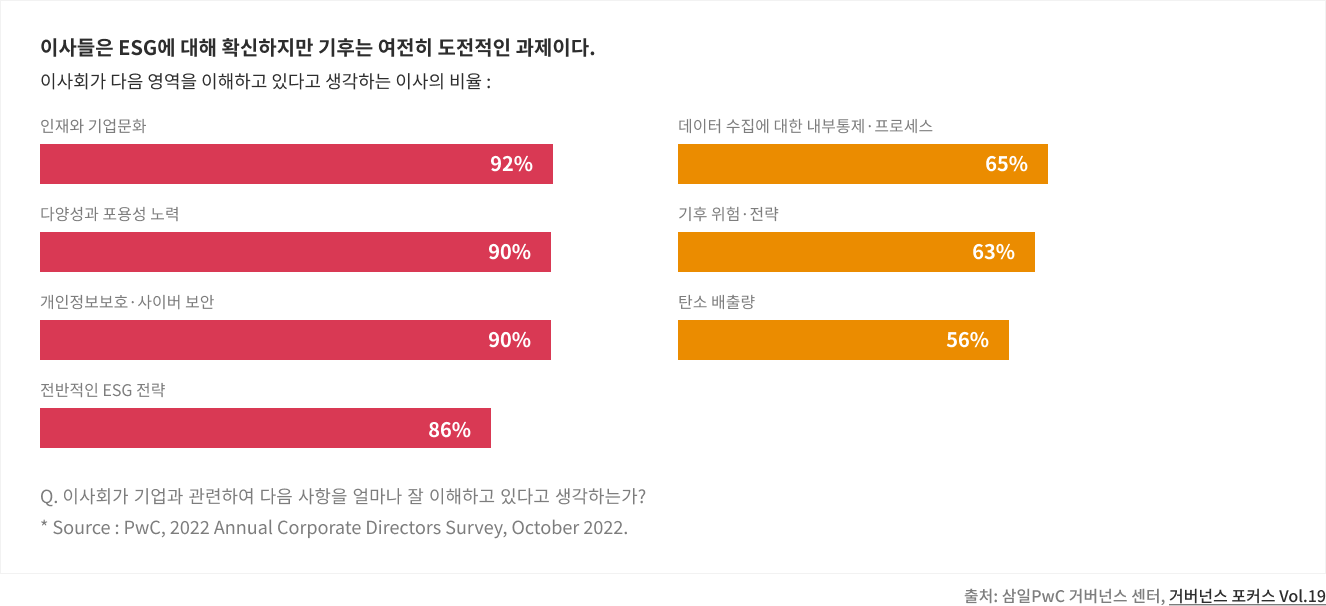 이사들은 ESG에 대해 확신하지만 기후는 여전히 도전적인 과제이다.
이사회가 다음 영역을 이해하고 있다고 생각하는 이사의 비율 :
인재와 기업문화
92%
다양성과 포용성 노력
90%
개인정보보호·사이버 보안
90%
전반적인 ESG 전략
86%
데이터 수집에 대한 내부통제·프로세스
65%
기후 위험·전략
63%
탄소 배출량
56%
Q. 이사회가 기업과 관련하여 다음 사항을 얼마나 잘 이해하고 있다고 생각하는가?
* Source : PwC, 2022 Annual Corporate Directors Survey, October 2022.
출처: 삼일PwC 거버넌스 센터, 거버넌스 포커스 Vol.19